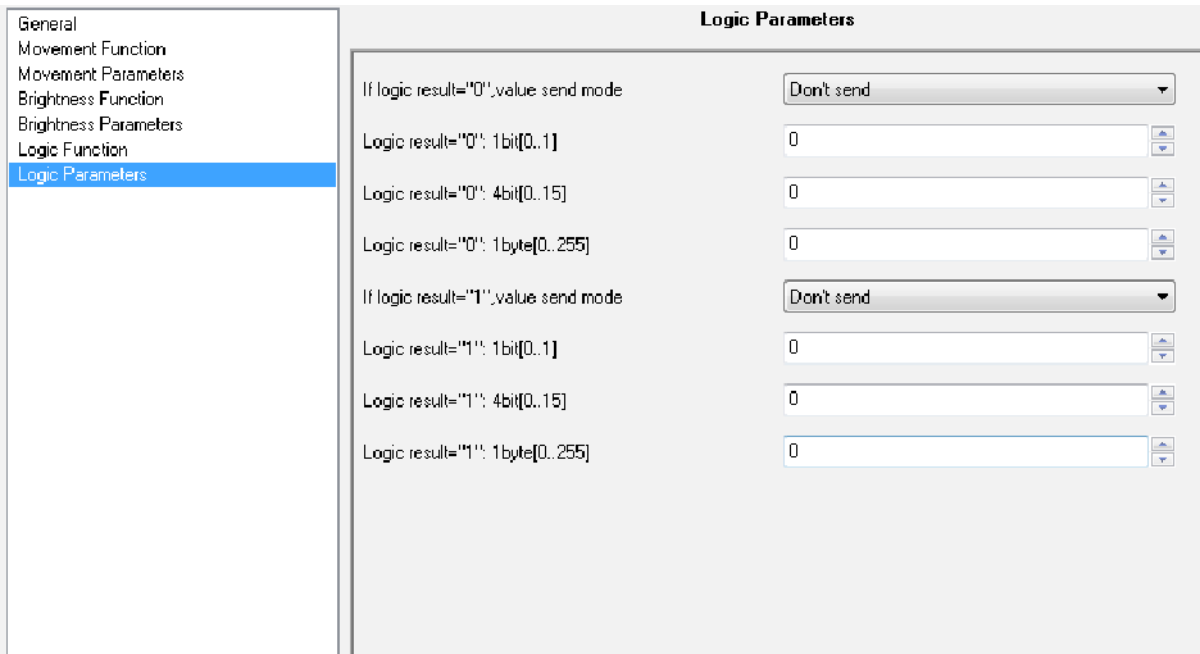 General
Movement Function
Movement Parameters
Brightness Function
Brightness Parameters
Logic Function
Logic Parameters
Logic Parameters
If logic result="0",value send mode Don't send
Logic result="0": 1bit[0..1] 0
Logic result="0": 4bit[0..15] 0
Logic result="0": 1byte[0..255] 0
If logic result="1",value send mode Don't send
Logic result="1": 1bit[0..1] 0
Logic result="1": 4bit[0..15] 0
Logic result="1": 1byte[0..255] 0